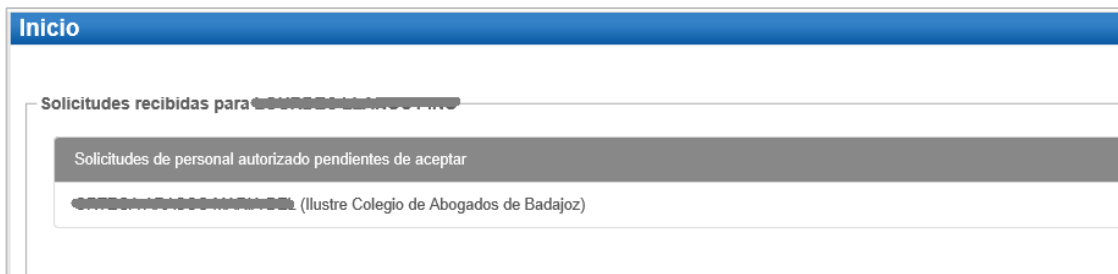 Inicio
Solicitudes recibidas para
Solicitudes de personal autorizado pendientes de aceptar
(Ilustre Colegio de Abogados de Badajoz)